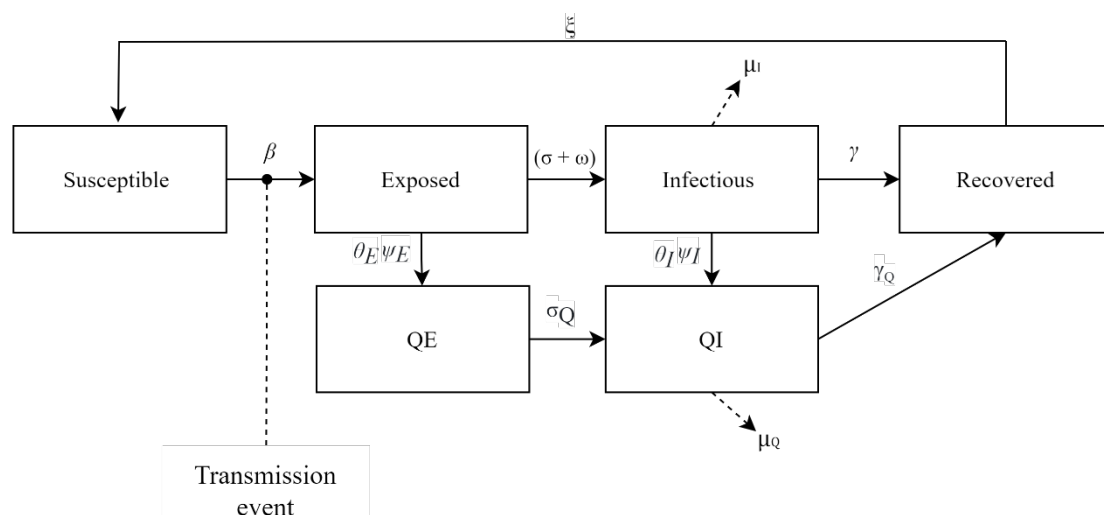 ξ
μI
β
(σ + ω)
γ
Susceptible
Exposed
Infectious
Recovered
θE ψE
θI ψI
γQ
σQ
QE
QI
μQ
Transmission
event